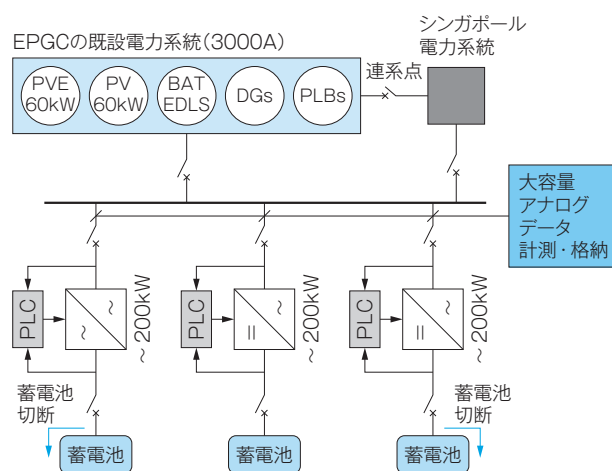 シンガポール
電力系統
EPGCの既設電力系統(3000A)
連系点
PVE
60kW
PV
60kW
BAT
EDLS
DGs
PLBs
大容量
アナログ
データ
計測・格納
PLC
~
~
~200kW
PLC
~
=
~200kW
PLC
~
=
~200kW
蓄電池
切断
蓄電池
切断
蓄電池
蓄電池
蓄電池